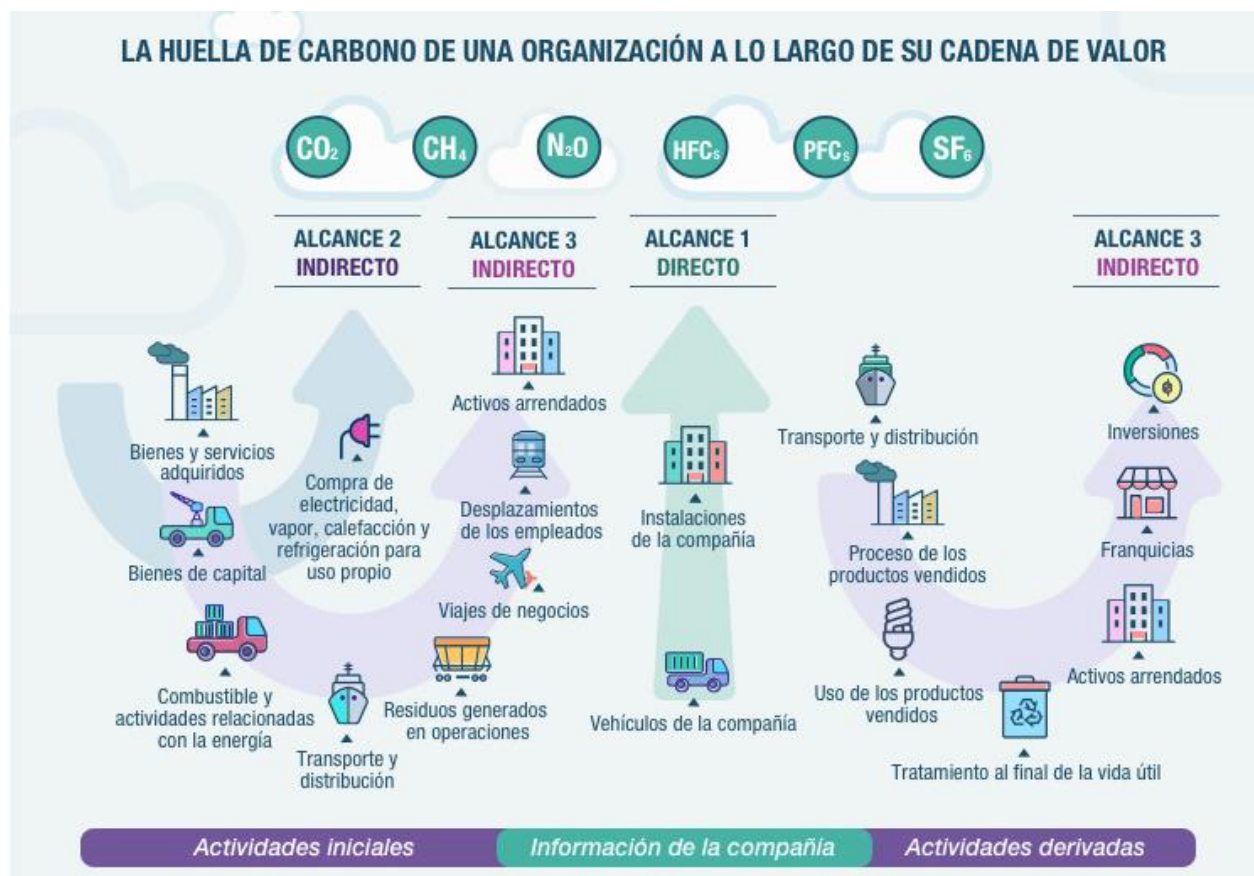 LA HUELLA DE CARBONO DE UNA ORGANIZACIÓN A LO LARGO DE SU CADENA DE VALOR
CO₂
CH₄
N₂O
HFCs
PFCs
SF₆
ALCANCE 2
INDIRECTO
ALCANCE 3
INDIRECTO
ALCANCE 1
DIRECTO
ALCANCE 3
INDIRECTO
Bienes y servicios
adquiridos
Bienes de capital
Combustible y
actividades relacionadas
con la energía
Compra de
electricidad,
vapor, calefacción y
refrigeración para
uso propio
Transporte y
distribución
Activos arrendados
Desplazamientos
de los empleados
Viajes de negocios
Residuos generados
en operaciones
Instalaciones
de la compañía
Vehículos de la compañía
Transporte y distribución
Proceso de los
productos vendidos
Uso de los productos
vendidos
Tratamiento al final de la vida útil
Inversiones
Franquicias
Activos arrendados
Actividades iniciales
Información de la compañía
Actividades derivadas